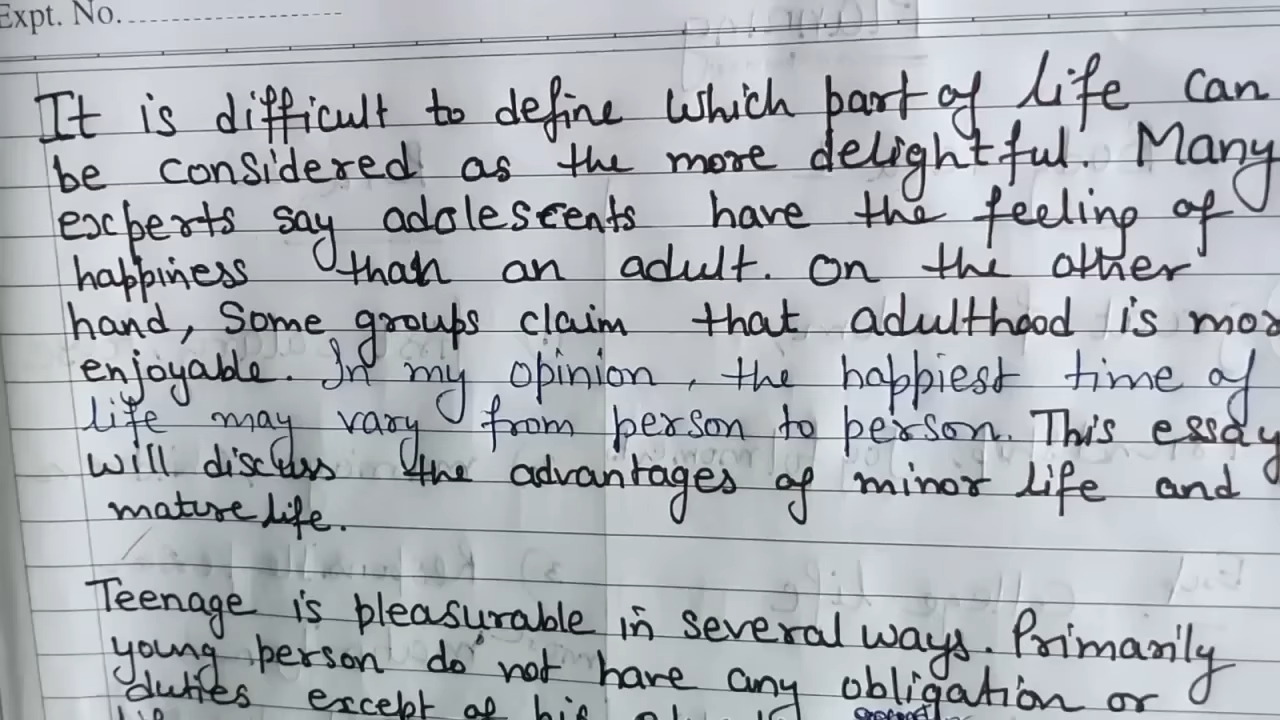 Expt. No.
It is difficult to define which part of life can
be considered as the more delightful. Many
experts say adolescents have the feeling of
happiness than an adult. On the other
hand, Some groups claim that adulthood is mor
enjoyable. In my opinion, the happiest time of
life may vary from person to person. This essay
will discuss the advantages of minor life and
mature life.
Teenage is pleasurable in several ways. Primarily
young person do not have any obligation or
duties except of his